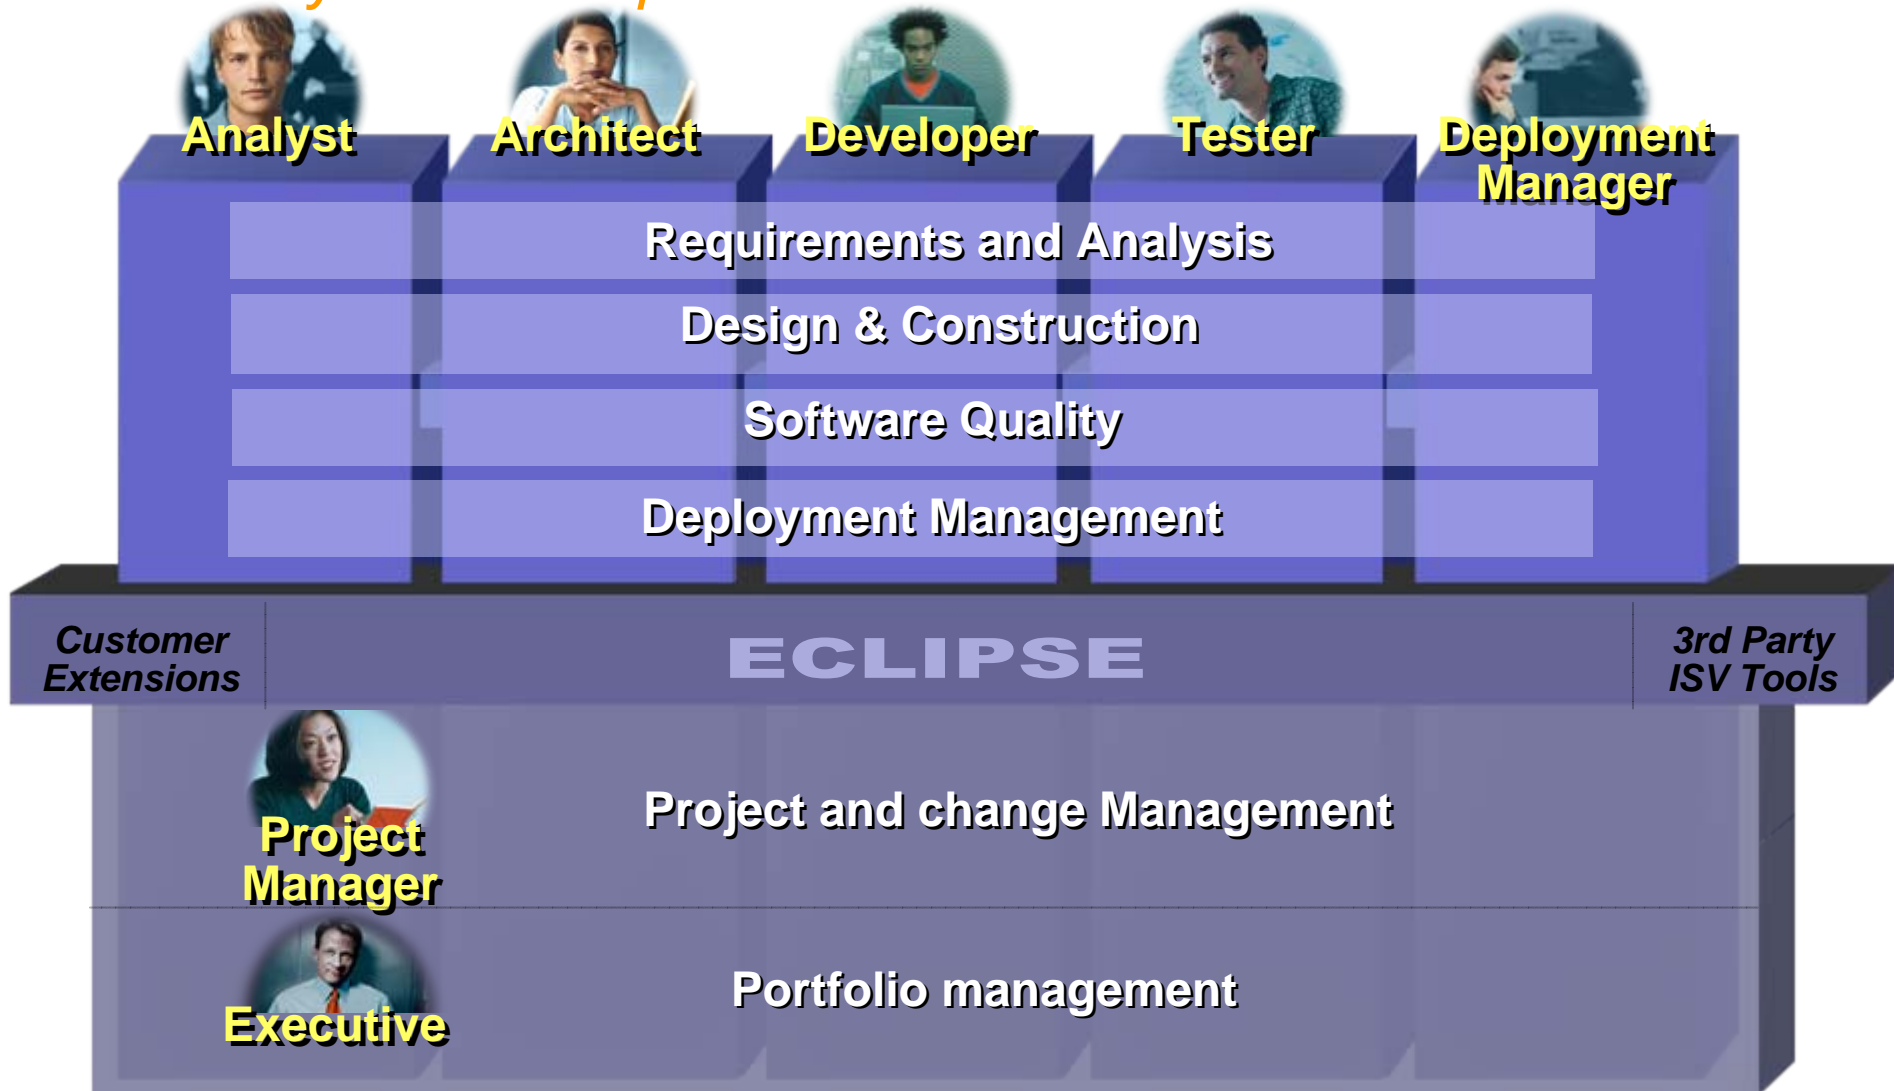 Analyst
Architect
Developer
Tester
Deployment
Manager
Requirements and Analysis
Design & Construction
Software Quality
Deployment Management
Customer
Extensions
ECLIPSE
3rd Party
ISV Tools
Project
Manager
Project and change Management
Executive
Portfolio management